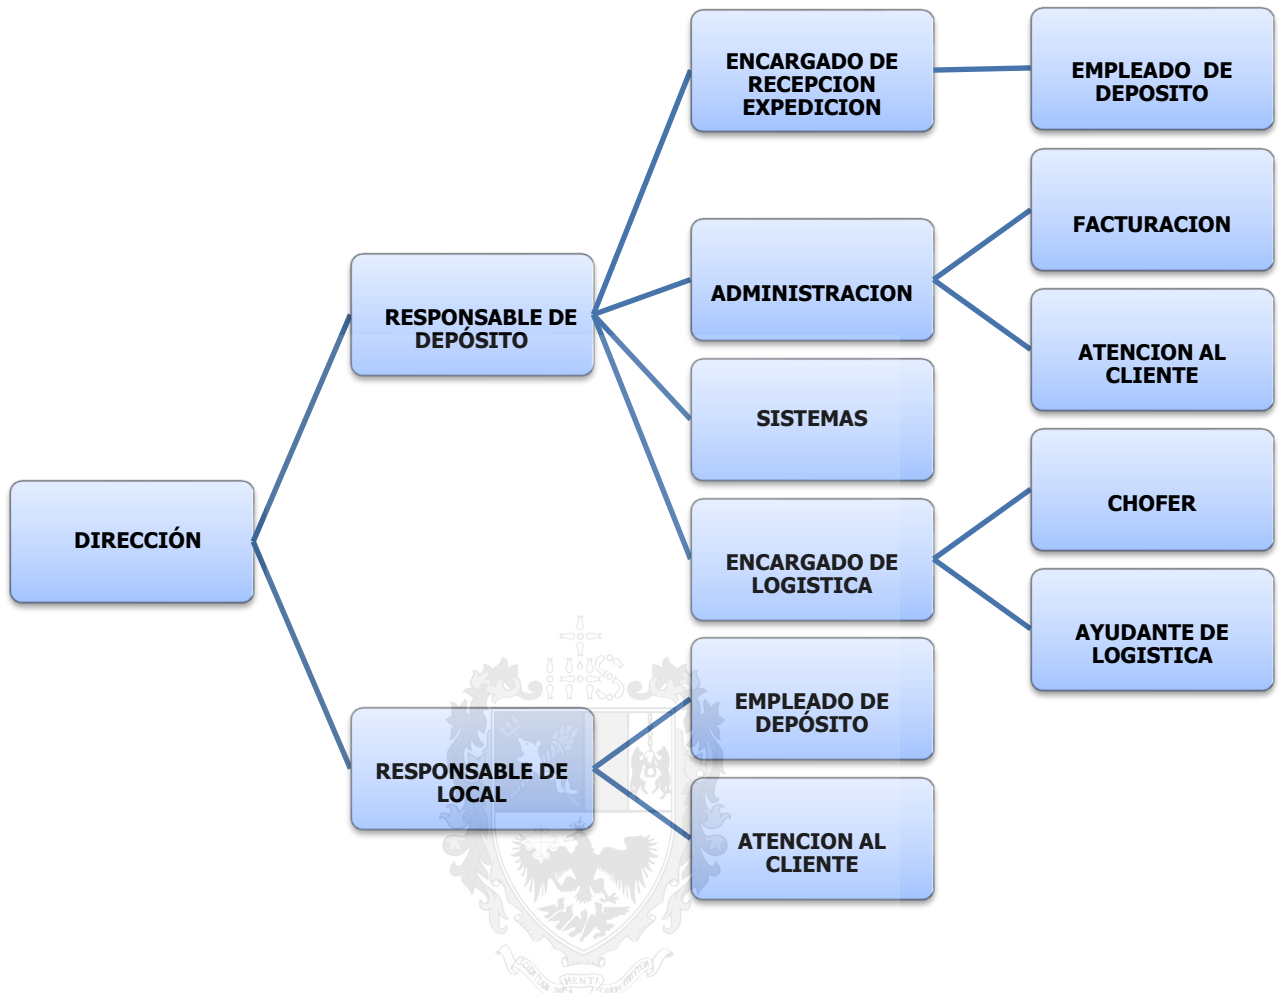 ENCARGADO DE
RECEPCION
EXPEDICION
EMPLEADO DE
DEPOSITO
FACTURACION
ADMINISTRACION
RESPONSABLE DE
DEPÓSITO
ATENCION AL
CLIENTE
SISTEMAS
CHOFER
DIRECCIÓN
ENCARGADO DE
LOGISTICA
AYUDANTE DE
LOGISTICA
EMPLEADO DE
DEPÓSITO
RESPONSABLE DE
LOCAL
ATENCION AL
CLIENTE